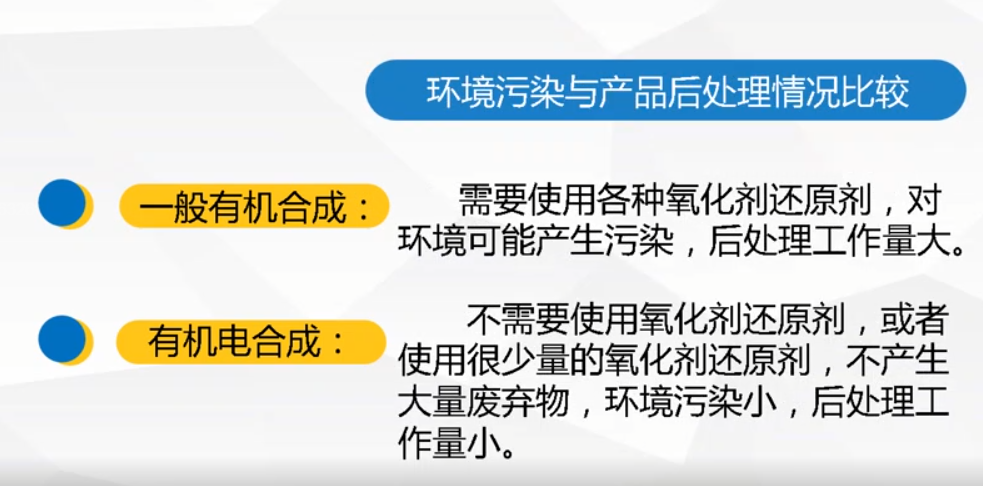 环境污染与产品后处理情况比较
一般有机合成：
需要使用各种氧化剂还原剂，对
环境可能产生污染，后处理工作量大。
有机电合成：
不需要使用氧化剂还原剂，或者
使用很少量的氧化剂还原剂，不产生
大量废弃物，环境污染小，后处理工
作量小。